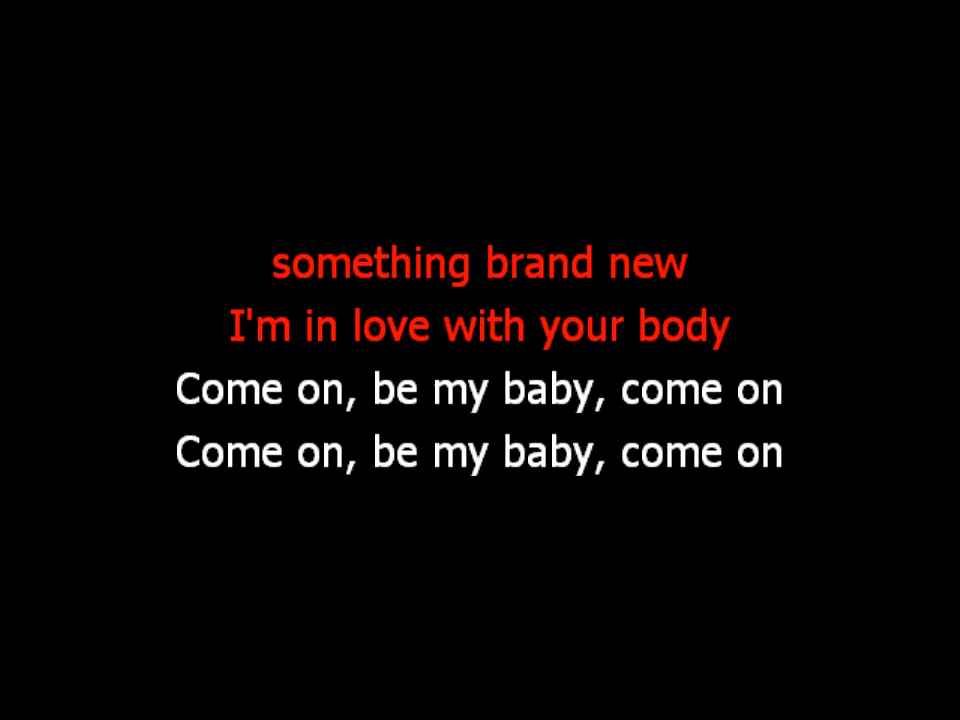 something brand new
I'm in love with your body
Come on, be my baby, come on
Come on, be my baby, come on